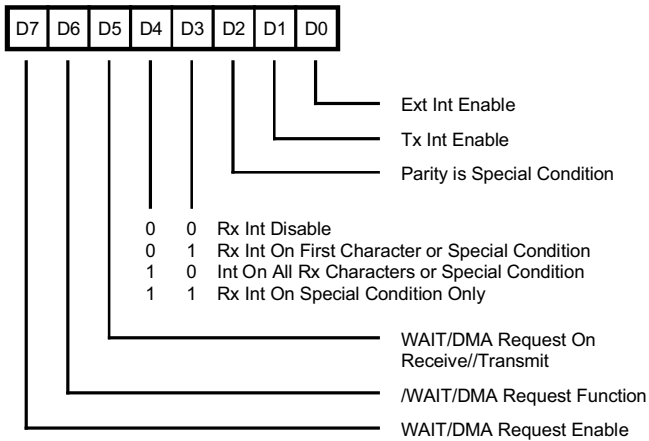 D7 D6 D5 D4 D3 D2 D1 D0
Ext Int Enable
Tx Int Enable
Parity is Special Condition
0 0 Rx Int Disable
0 1 Rx Int On First Character or Special Condition
1 0 Int On All Rx Characters or Special Condition
1 1 Rx Int On Special Condition Only
WAIT/DMA Request On
Receive//Transmit
/WAIT/DMA Request Function
WAIT/DMA Request Enable